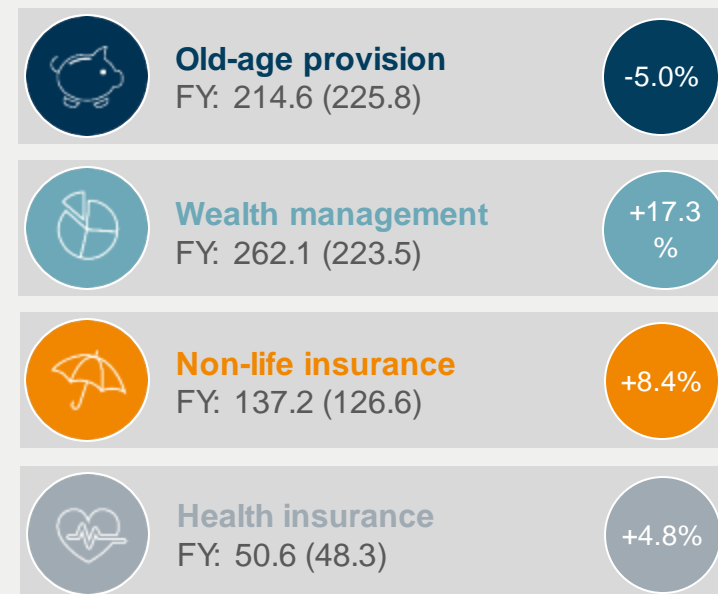 Old-age provision
FY: 214.6 (225.8)
-5.0%
Wealth management
FY: 262.1 (223.5)
+17.3
%
Non-life insurance
FY: 137.2 (126.6)
+8.4%
Health insurance
FY: 50.6 (48.3)
+4.8%